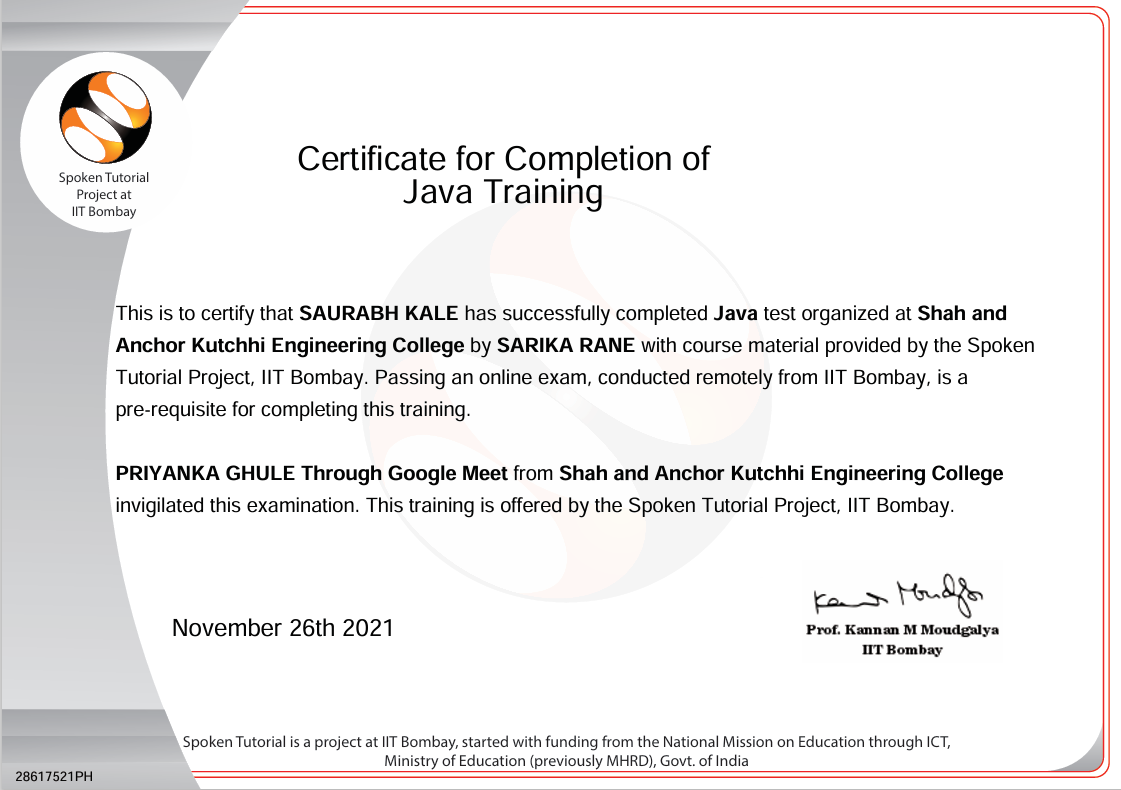 Spoken Tutorial
Project at
IIT Bombay
Certificate for Completion of
Java Training
This is to certify that SAURABH KALE has successfully completed Java test organized at Shah and
Anchor Kutchhi Engineering College by SARIKA RANE with course material provided by the Spoken
Tutorial Project, IIT Bombay. Passing an online exam, conducted remotely from IIT Bombay, is a
pre-requisite for completing this training.
PRIYANKA GHULE Through Google Meet from Shah and Anchor Kutchhi Engineering College
invigilated this examination. This training is offered by the Spoken Tutorial Project, IIT Bombay.
November 26th 2021
Prof. Kannan M Moudgalya
IIT Bombay
Spoken Tutorial is a project at IIT Bombay, started with funding from the National Mission on Education through ICT,
Ministry of Education (previously MHRD), Govt. of India
28617521PH